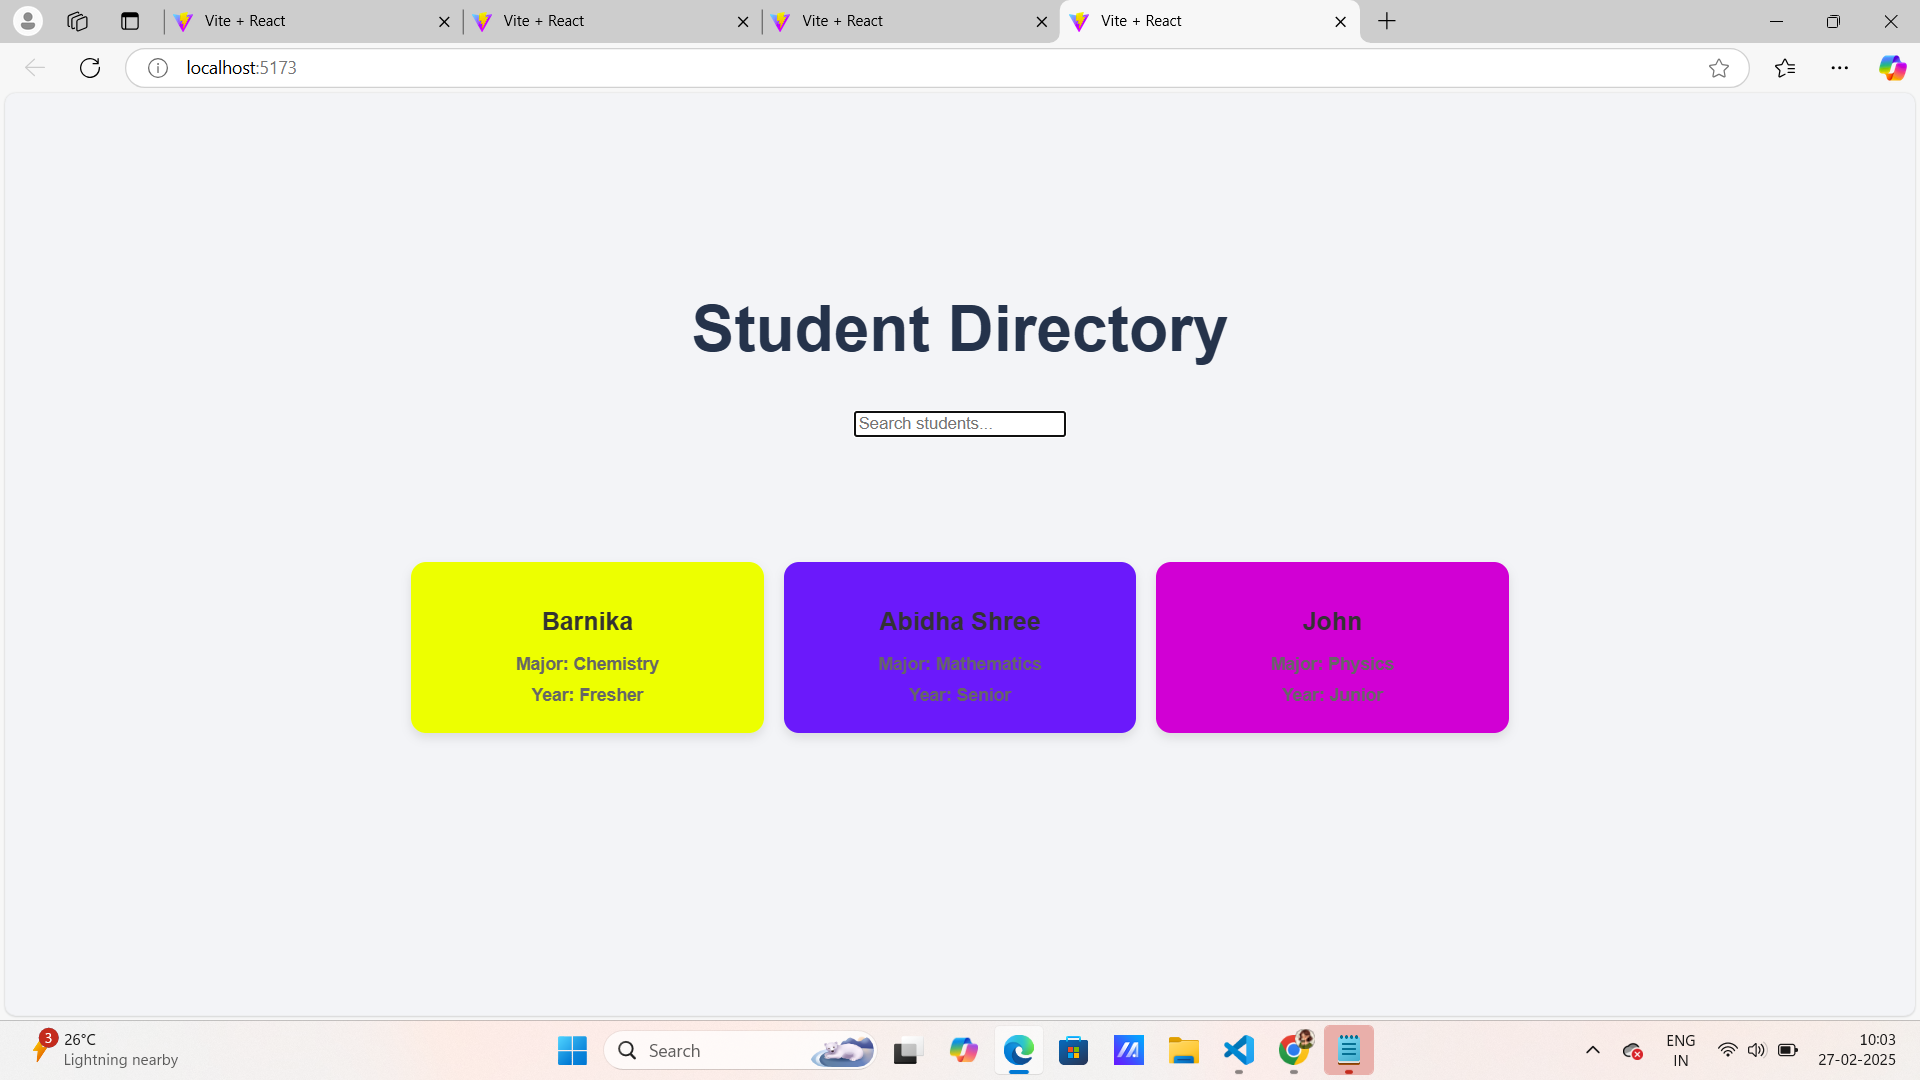 Vite + React
Vite + React
Vite + React
Vite + React
localhost:5173
Student Directory
Search students...
Barnika
Major: Chemistry
Year: Fresher
Abidha Shree
Major: Mathematics
Year: Senior
John
Major: Physics
Year: Junior
3
26°C
Lightning nearby
Search
ENG
IN
10:03
27-02-2025